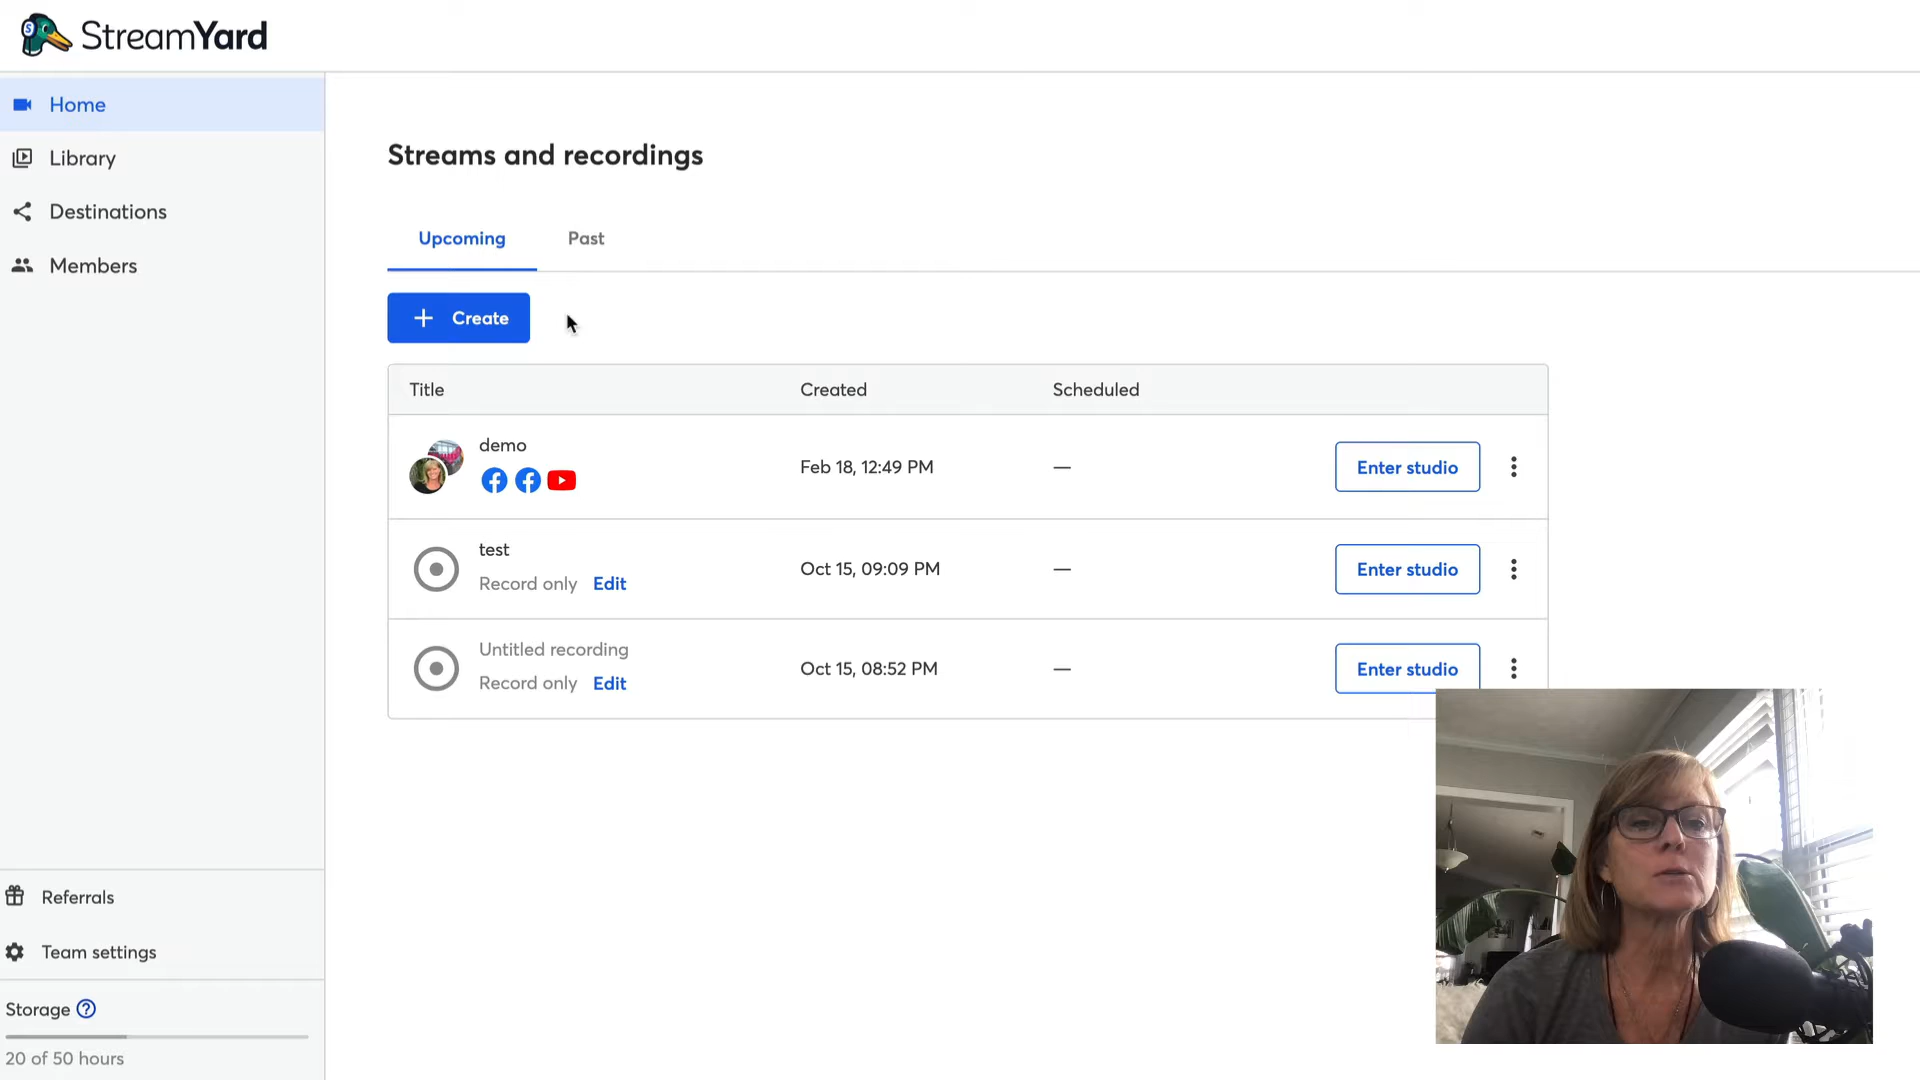 StreamYard
Home
Library
Destinations
Members
Streams and recordings
Upcoming Past
+ Create
Title Created Scheduled
demo
Feb 18, 12:49 PM — Enter studio
test
Record only Edit
Oct 15, 09:09 PM — Enter studio
Untitled recording
Record only Edit
Oct 15, 08:52 PM — Enter studio
Referrals
Team settings
Storage ?
20 of 50 hours